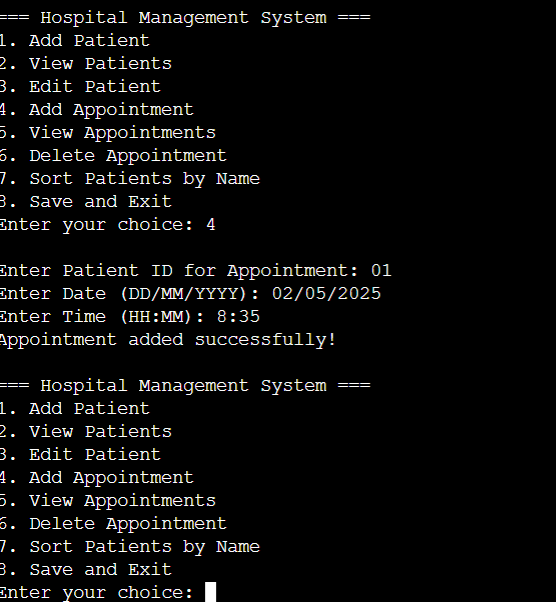 === Hospital Management System ===
1. Add Patient
2. View Patients
3. Edit Patient
4. Add Appointment
5. View Appointments
6. Delete Appointment
7. Sort Patients by Name
8. Save and Exit
Enter your choice: 4
Enter Patient ID for Appointment: 01
Enter Date (DD/MM/YYYY): 02/05/2025
Enter Time (HH:MM): 8:35
Appointment added successfully!
=== Hospital Management System ===
1. Add Patient
2. View Patients
3. Edit Patient
4. Add Appointment
5. View Appointments
6. Delete Appointment
7. Sort Patients by Name
8. Save and Exit
Enter your choice: